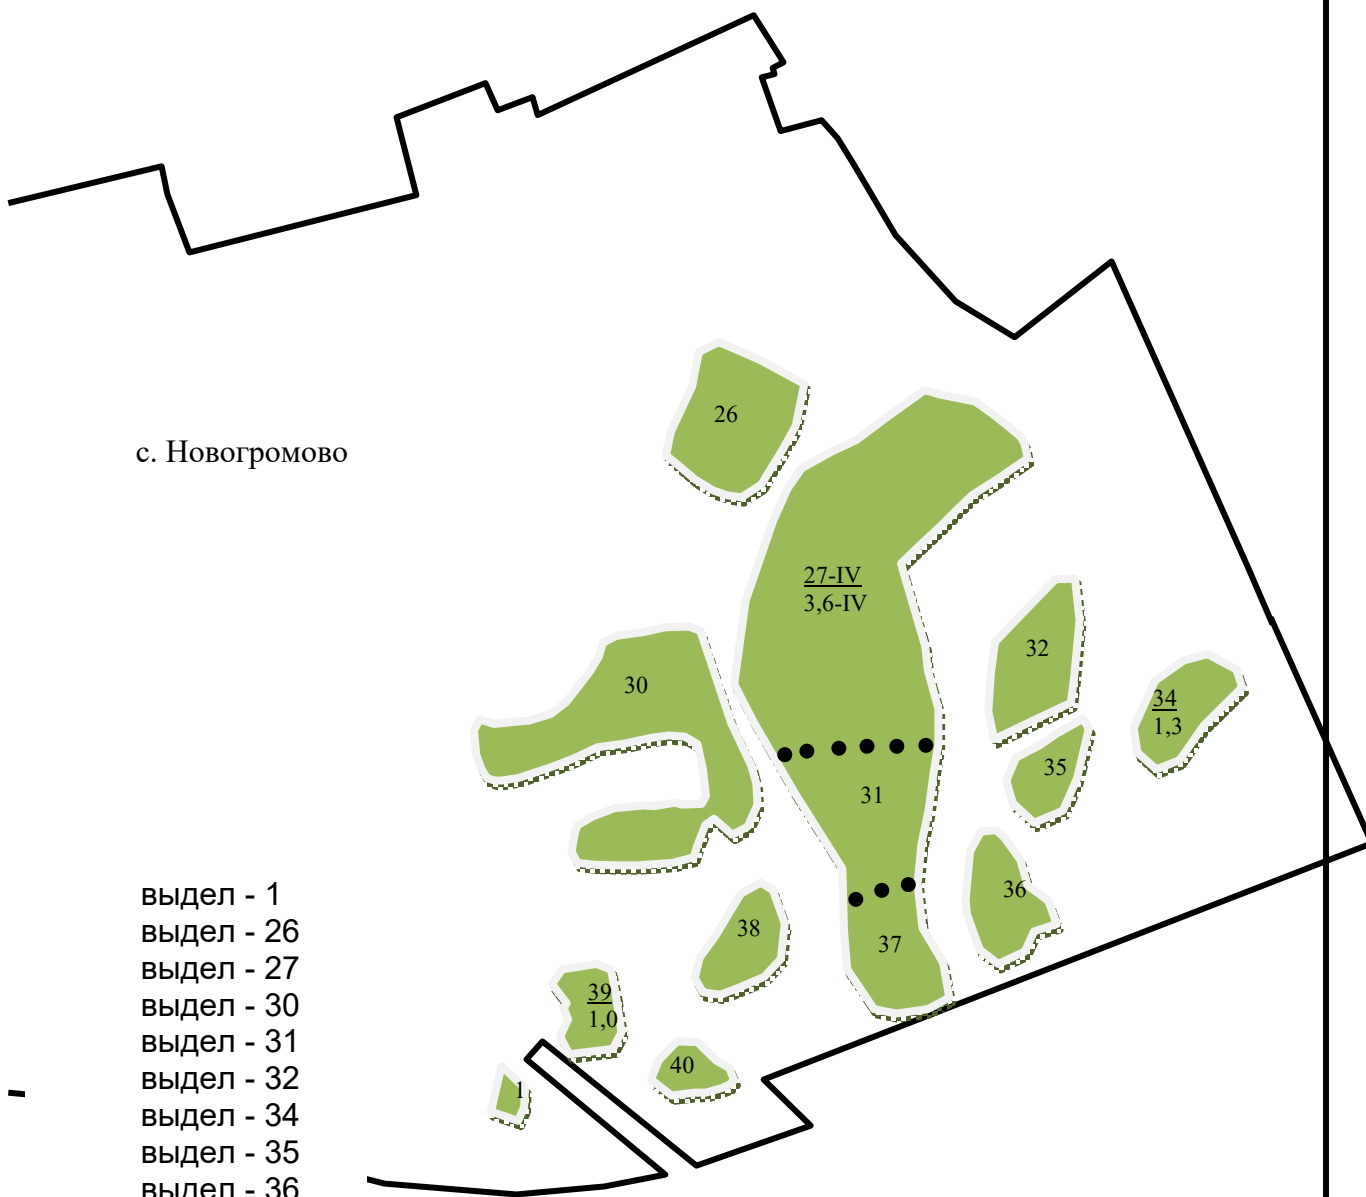 26
с. Новогромово
27-IV
3,6-IV
32
30
34
1,3
35
31
36
38
37
39
1,0
40
1
выдел - 1
выдел - 26
выдел - 27
выдел - 30
выдел - 31
выдел - 32
выдел - 34
выдел - 35
выдел - 36